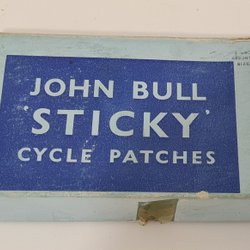 JOHN BULL
STICKY'
CYCLE PATCHES